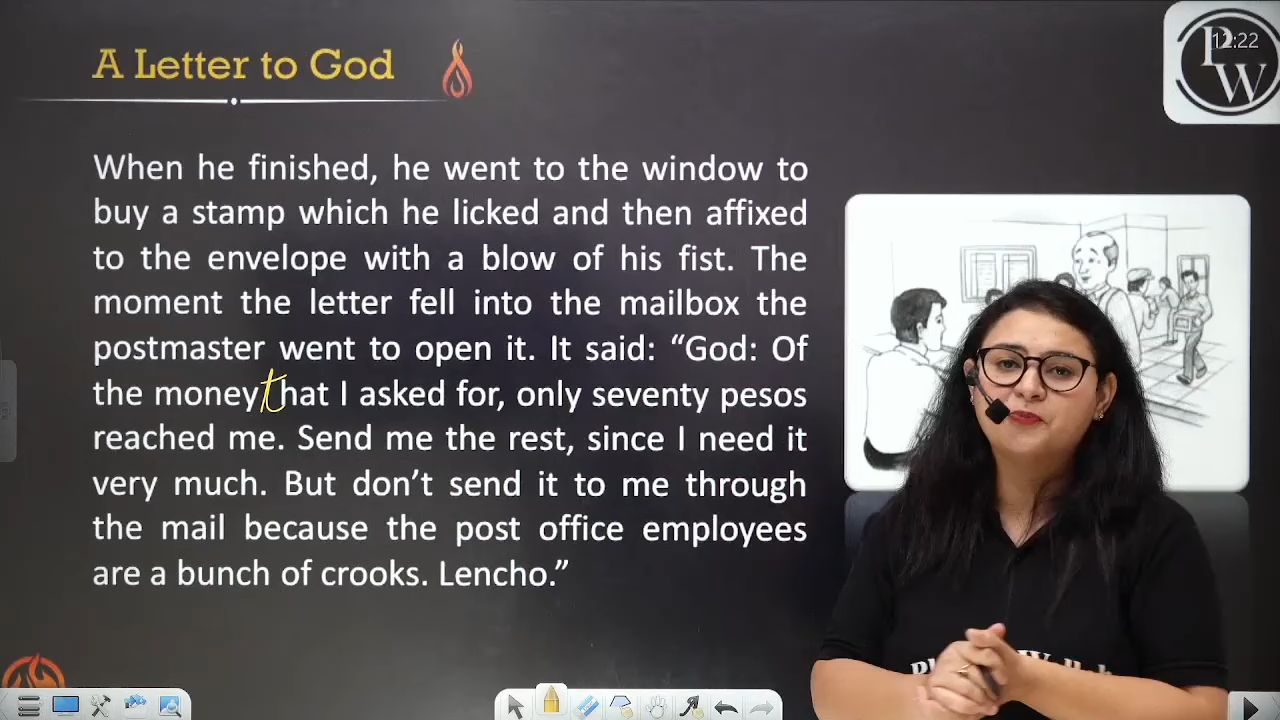 A Letter to God
12:22
PW
When he finished, he went to the window to
buy a stamp which he licked and then affixed
to the envelope with a blow of his fist. The
moment the letter fell into the mailbox the
postmaster went to open it. It said: “God: Of
the money that I asked for, only seventy pesos
reached me. Send me the rest, since I need it
very much. But don’t send it to me through
the mail because the post office employees
are a bunch of crooks. Lencho.”